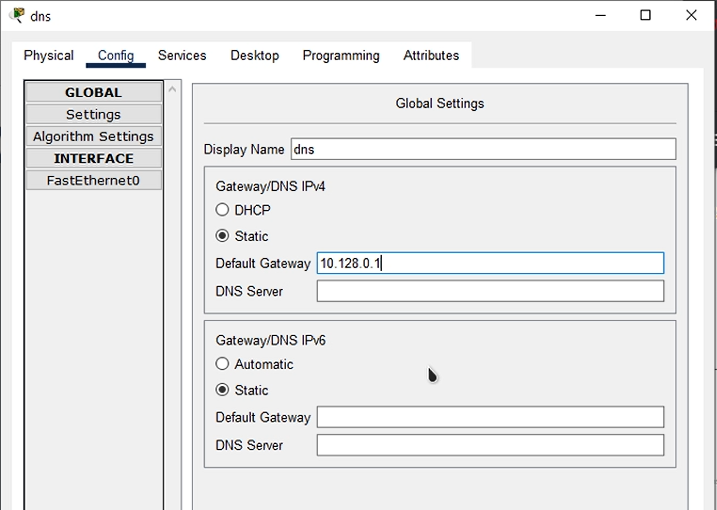 dns
Physical Config Services Desktop Programming Attributes
GLOBAL
Settings
Algorithm Settings
INTERFACE
FastEthernet0
Global Settings
Display Name dns
Gateway/DNS IPv4
DHCP
Static
Default Gateway 10.128.0.1
DNS Server
Gateway/DNS IPv6
Automatic
Static
Default Gateway
DNS Server